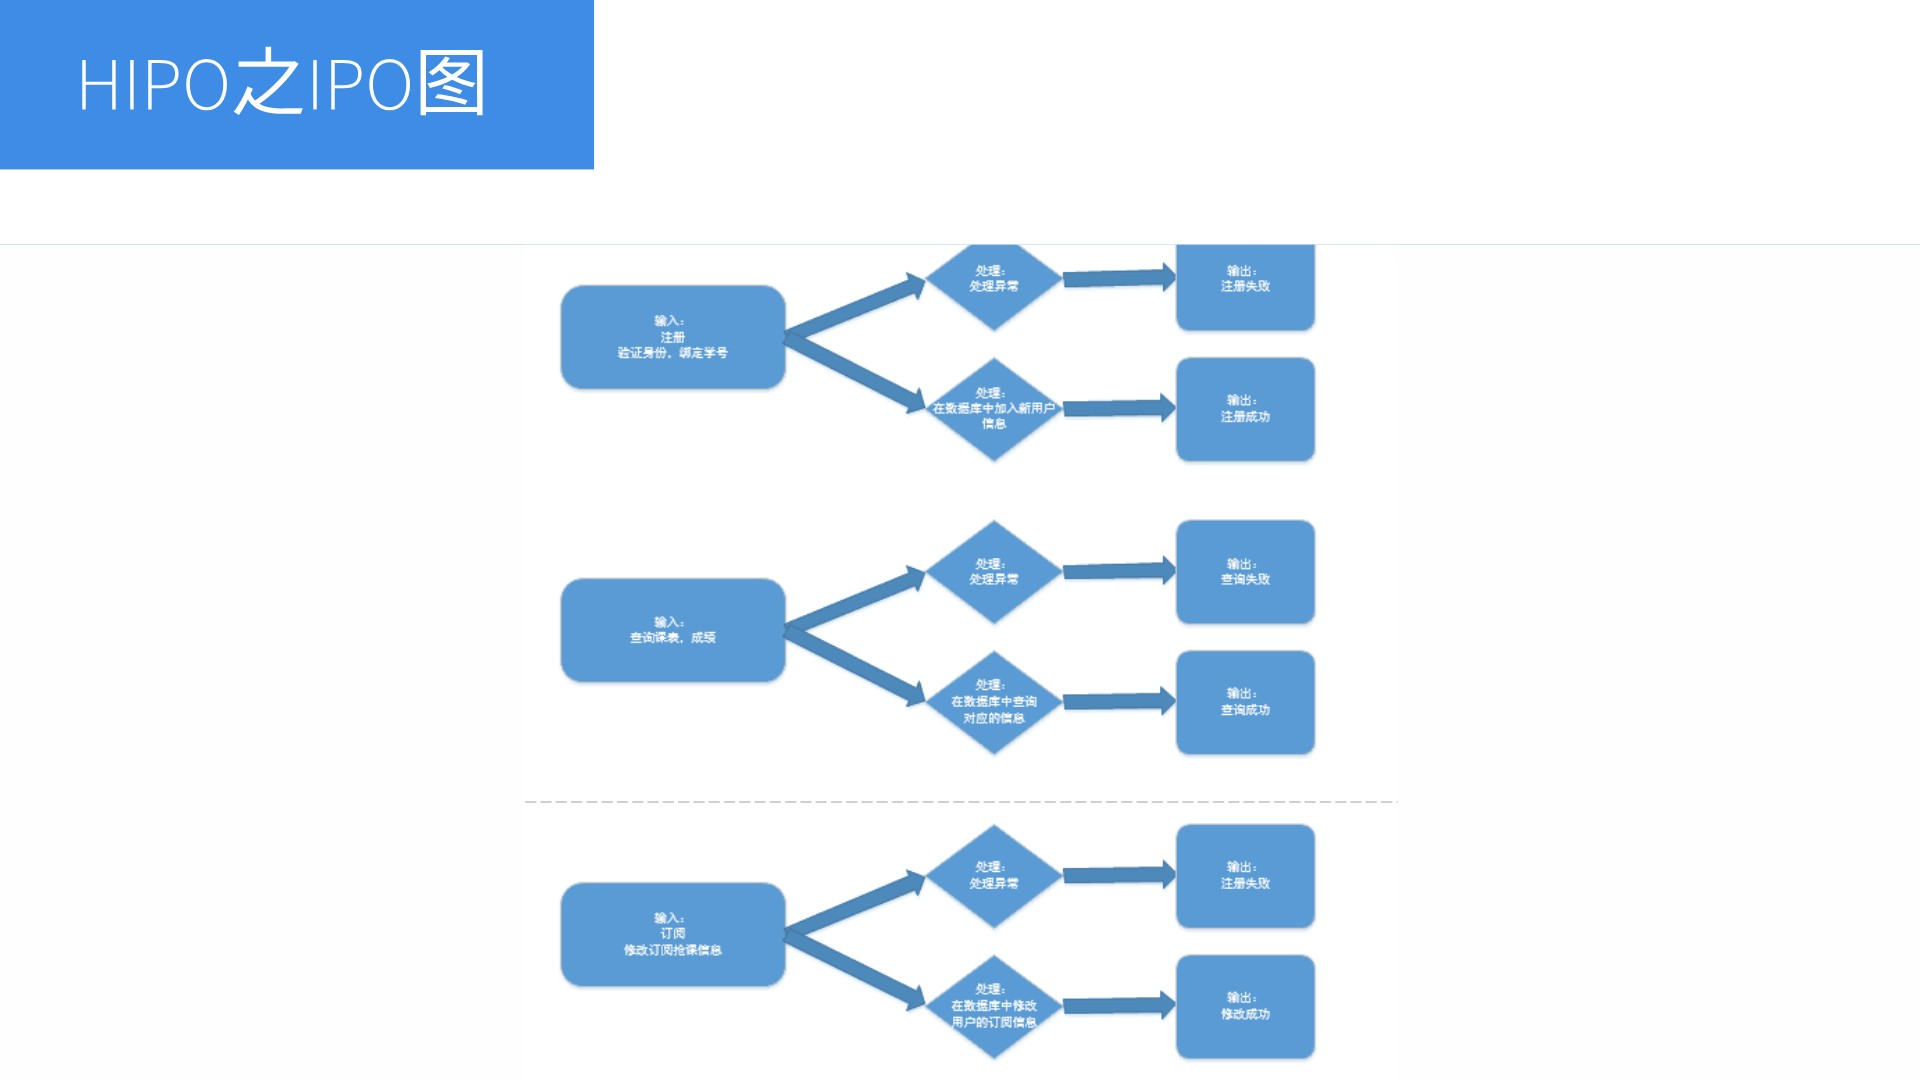 HIPO之IPO图
输入：
注册
验证身份，绑定学号
处理：
处理异常
输出：
注册失败
处理：
在数据库中加入新用户
信息
输出：
注册成功
输入：
查询课表，成绩
处理：
处理异常
输出：
查询失败
处理：
在数据库中查询
对应的信息
输出：
查询成功
输入：
订阅
修改订阅抢课信息
处理：
处理异常
输出：
注册失败
处理：
在数据库中修改
用户的订阅信息
输出：
修改成功